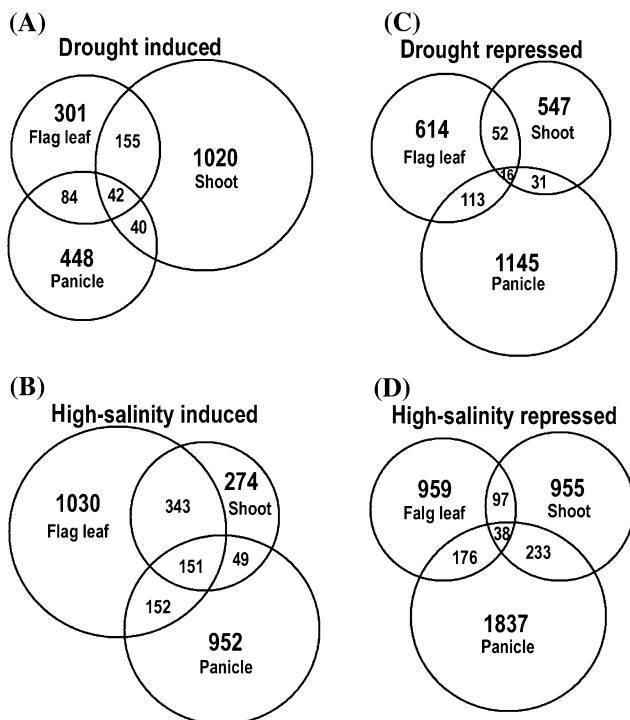 (A)
Drought induced
301
Flag leaf
155
1020
Shoot
84
42
40
448
Panicle
(C)
Drought repressed
614
Flag leaf
52
547
Shoot
16
31
113
1145
Panicle
(B)
High-salinity induced
1030
Flag leaf
343
274
Shoot
151
49
152
952
Panicle
(D)
High-salinity repressed
959
Falg leaf
97
955
Shoot
38
176
233
1837
Panicle